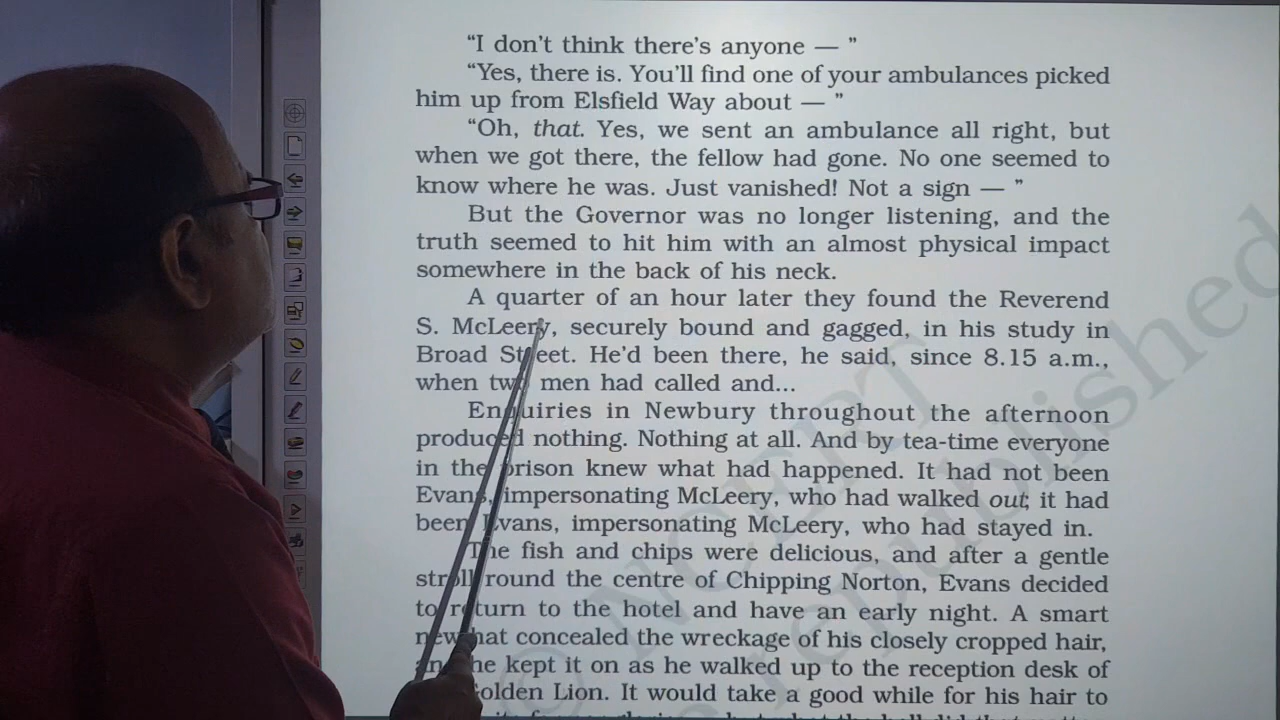 “I don’t think there’s anyone — ”
“Yes, there is. You’ll find one of your ambulances picked
him up from Elsfield Way about — ”
“Oh, that. Yes, we sent an ambulance all right, but
when we got there, the fellow had gone. No one seemed to
know where he was. Just vanished! Not a sign — ”
But the Governor was no longer listening, and the
truth seemed to hit him with an almost physical impact
somewhere in the back of his neck.
A quarter of an hour later they found the Reverend
S. McLeery, securely bound and gagged, in his study in
Broad Street. He’d been there, he said, since 8.15 a.m.,
when two men had called and...
Enquiries in Newbury throughout the afternoon
produced nothing. Nothing at all. And by tea-time everyone
in the prison knew what had happened. It had not been
Evans, impersonating McLeery, who had walked out; it had
been Evans, impersonating McLeery, who had stayed in.
The fish and chips were delicious, and after a gentle
stroll round the centre of Chipping Norton, Evans decided
to return to the hotel and have an early night. A smart
new hat concealed the wreckage of his closely cropped hair,
and he kept it on as he walked up to the reception desk of
Golden Lion. It would take a good while for his hair to
© NCERT
republished